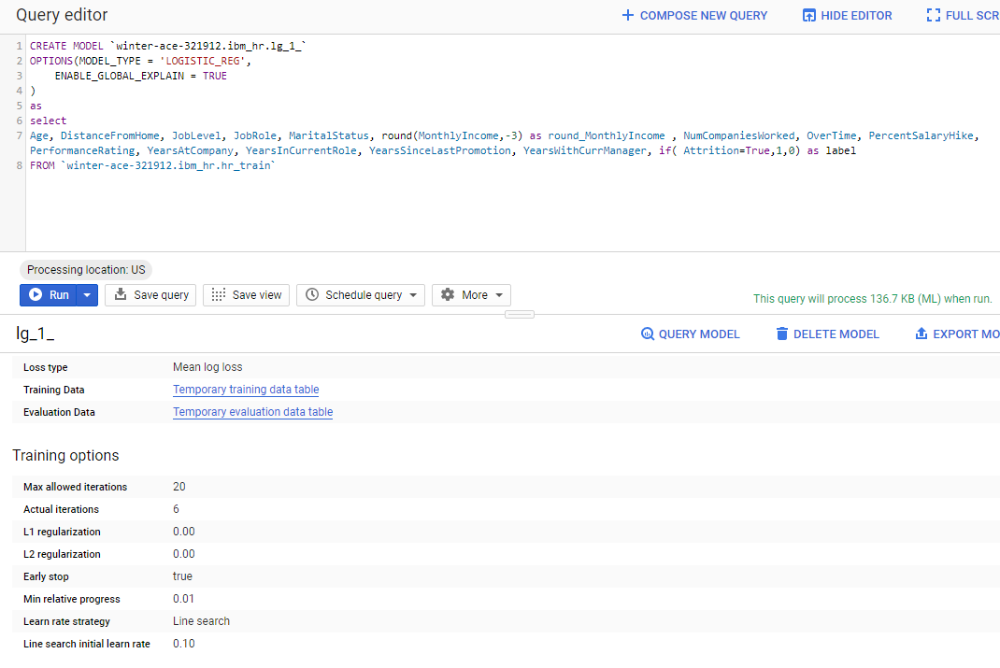 Query editor
COMPOSE NEW QUERY
HIDE EDITOR
FULL SCR
1 CREATE MODEL `winter-ace-321912.ibm_hr.lg_1_`
2 OPTIONS(MODEL_TYPE = 'LOGISTIC_REG',
3 ENABLE_GLOBAL_EXPLAIN = TRUE
4 )
5 as
6 select
7 Age, DistanceFromHome, JobLevel, JobRole, MaritalStatus, round(MonthlyIncome,-3) as round_MonthlyIncome , NumCompaniesWorked, OverTime, PercentSalaryHike,
PerformanceRating, YearsAtCompany, YearsInCurrentRole, YearsSinceLastPromotion, YearsWithCurrManager, if( Attrition=True,1,0) as label
8 FROM `winter-ace-321912.ibm_hr.hr_train`
Processing location: US
Run
Save query
Save view
Schedule query
More
This query will process 136.7 KB (ML) when run.
lg_1_
QUERY MODEL
DELETE MODEL
EXPORT MO
Loss type Mean log loss
Training Data Temporary training data table
Evaluation Data Temporary evaluation data table
Training options
Max allowed iterations 20
Actual iterations 6
L1 regularization 0.00
L2 regularization 0.00
Early stop true
Min relative progress 0.01
Learn rate strategy Line search
Line search initial learn rate 0.10